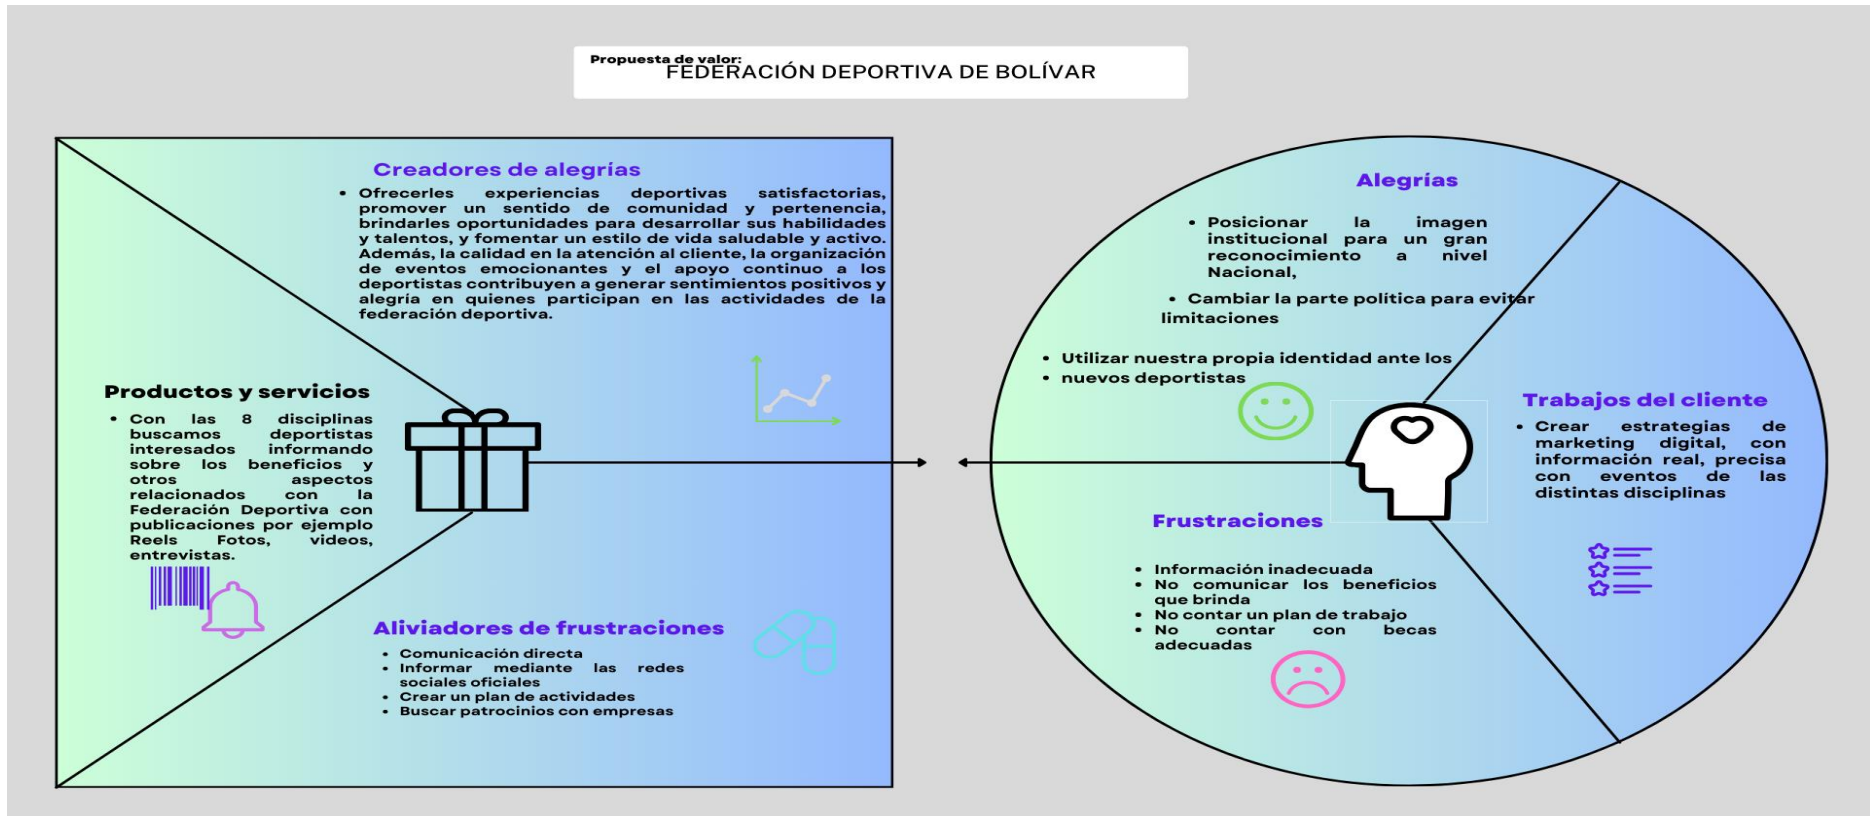 Propuesta de valor:
FEDERACIÓN DEPORTIVA DE BOLÍVAR
Creadores de alegrías
• Ofrecerles experiencias deportivas satisfactorias,
promover un sentido de comunidad y pertenencia,
brindarles oportunidades para desarrollar sus habilidades
y talentos, y fomentar un estilo de vida saludable y activo.
Además, la calidad en la atención al cliente, la organización
de eventos emocionantes y el apoyo continuo a los
deportistas contribuyen a generar sentimientos positivos y
alegría en quienes participan en las actividades de la
federación deportiva.
Productos y servicios
• Con las 8 disciplinas
buscamos deportistas
interesados informando
sobre los beneficios y
otros aspectos
relacionados con la
Federación Deportiva con
publicaciones por ejemplo
Reels Fotos, videos,
entrevistas.
Aliviadores de frustraciones
• Comunicación directa
• Informar mediante las redes
sociales oficiales
• Crear un plan de actividades
• Buscar patrocinios con empresas
Alegrías
• Posicionar la imagen
institucional para un gran
reconocimiento a nivel
Nacional,
• Cambiar la parte política para evitar
limitaciones
• Utilizar nuestra propia identidad ante los
• nuevos deportistas
Trabajos del cliente
• Crear estrategias de
marketing digital, con
información real, precisa
con eventos de las
distintas disciplinas
Frustraciones
• Información inadecuada
• No comunicar los beneficios
que brinda
• No contar un plan de trabajo
• No contar con becas
adecuadas